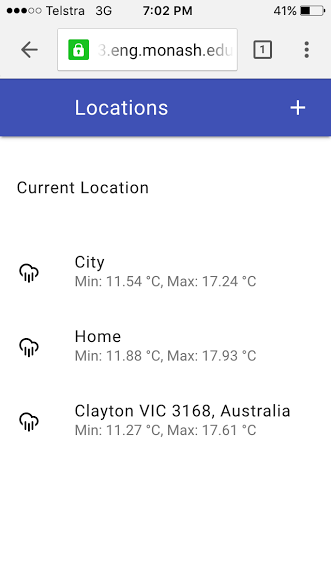 Telstra 3G 7:02 PM 41%
3.eng.monash.edu 1
Locations +
Current Location
City
Min: 11.54 °C, Max: 17.24 °C
Home
Min: 11.88 °C, Max: 17.93 °C
Clayton VIC 3168, Australia
Min: 11.27 °C, Max: 17.61 °C